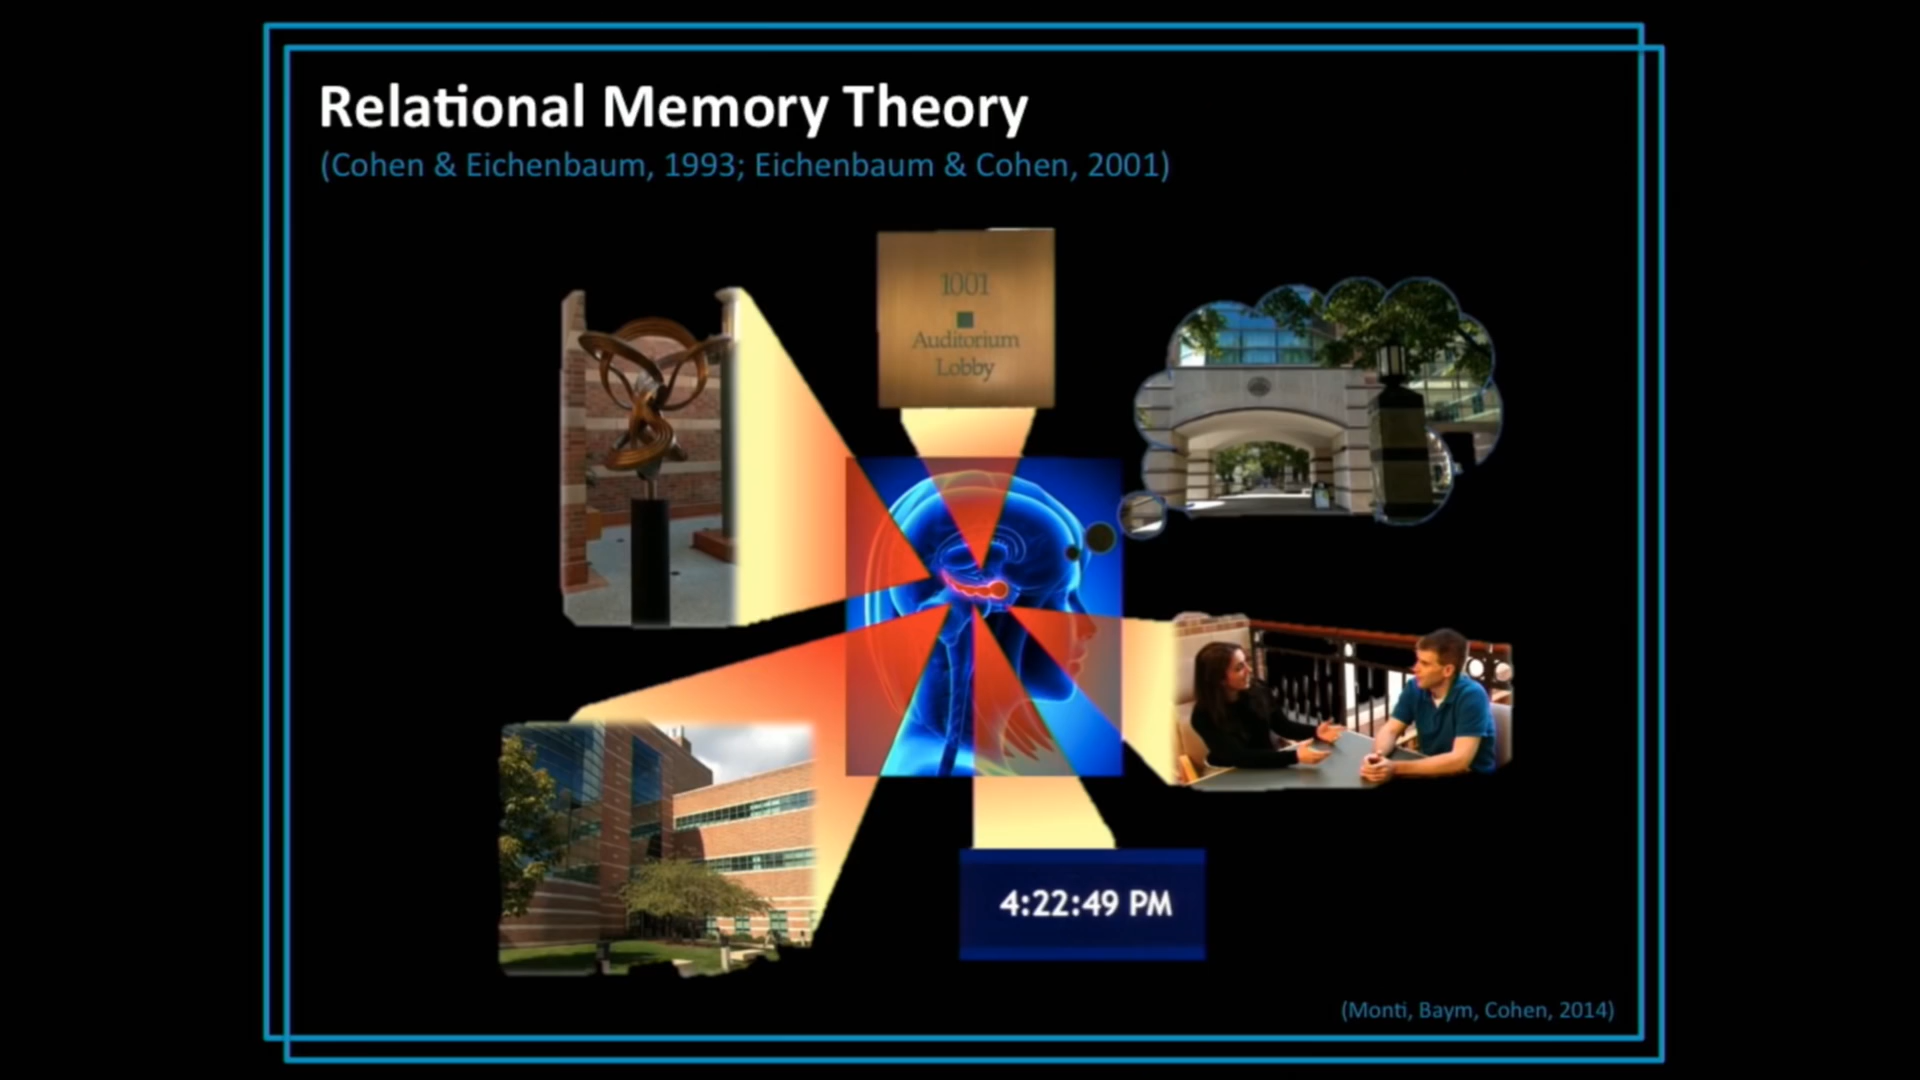 Relational Memory Theory
(Cohen & Eichenbaum, 1993; Eichenbaum & Cohen, 2001)
1001
Auditorium
Lobby
4:22:49 PM
(Monti, Baym, Cohen, 2014)